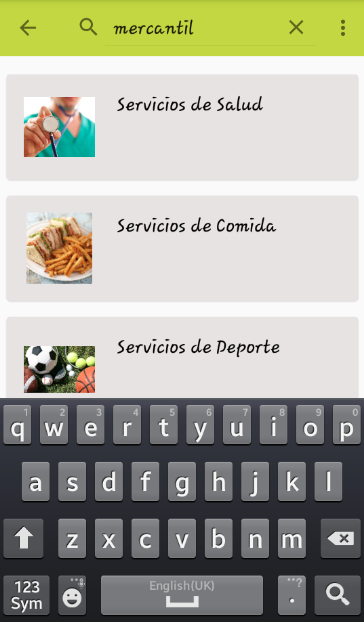 mercantil
Servicios de Salud
Servicios de Comida
Servicios de Deporte
1 2 3 4 5 6 7 8 9 0
q w e r t y u i o p
a s d f g h j k l
z x c v b n m
123 Sym English(UK) . ?